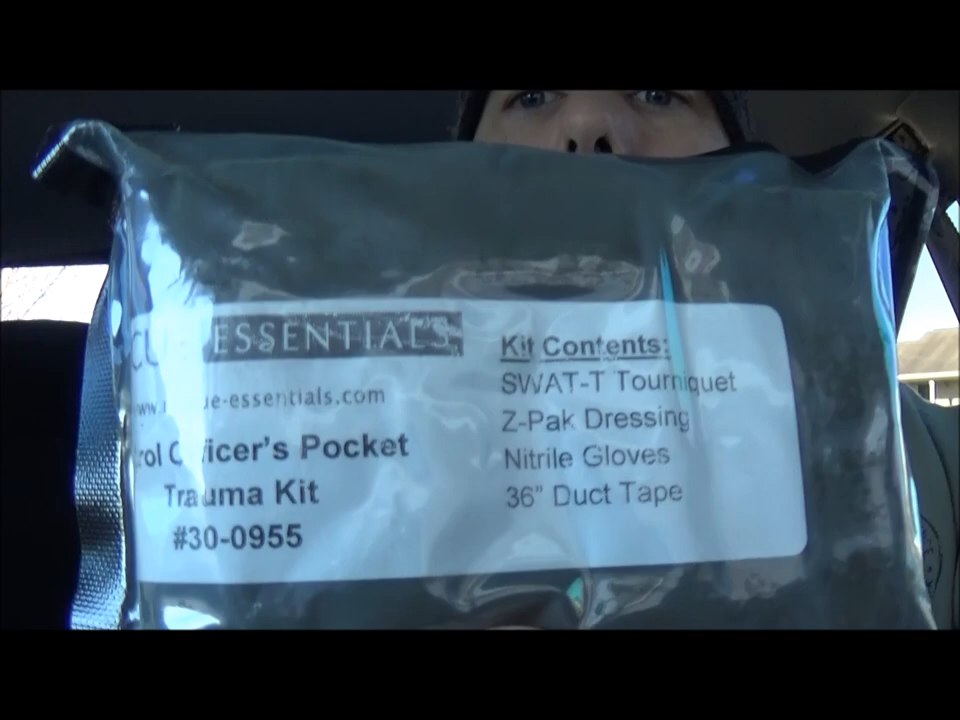 ESSENTIALS
www. ue-essentials.com
Officer's Pocket
Trauma Kit
#30-0955
Kit Contents:
SWAT-T Tourniquet
Z-Pak Dressing
Nitrile Gloves
36" Duct Tape